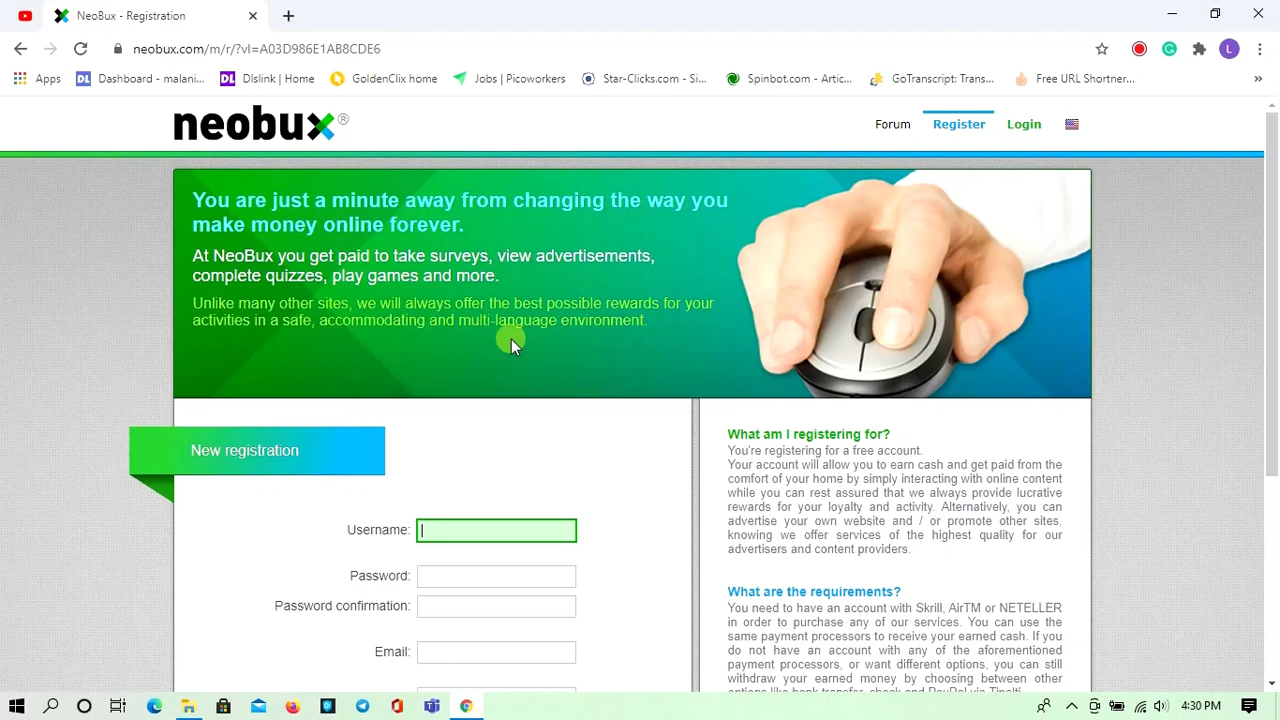 NeoBux - Registration
neobux.com/m/r/?vl=A03D986E1AB8CDE6
Apps Dashboard - malani... Dlslink | Home GoldenClix home Jobs | Picoworkers Star-Clicks.com - Si... Spinbot.com - Artic... GoTranscript: Trans... Free URL Shortner... »
L
neobux®
Forum Register Login
You are just a minute away from changing the way you
make money online forever.
At NeoBux you get paid to take surveys, view advertisements,
complete quizzes, play games and more.
Unlike many other sites, we will always offer the best possible rewards for your
activities in a safe, accommodating and multi-language environment.
New registration
Username:
Password:
Password confirmation:
Email:
What am I registering for?
You're registering for a free account.
Your account will allow you to earn cash and get paid from the
comfort of your home by simply interacting with online content
while you can rest assured that we always provide lucrative
rewards for your loyalty and activity. Alternatively, you can
advertise your own website and / or promote other sites,
knowing we offer services of the highest quality for our
advertisers and content providers.
What are the requirements?
You need to have an account with Skrill, AirTM or NETELLER
in order to purchase any of our services. You can use the
same payment processors to receive your earned cash. If you
do not have an account with any of the aforementioned
payment processors, or want different options, you can still
withdraw your earned money by choosing between other
options like bank transfer, check and PayPal via Tipalti.
4:30 PM